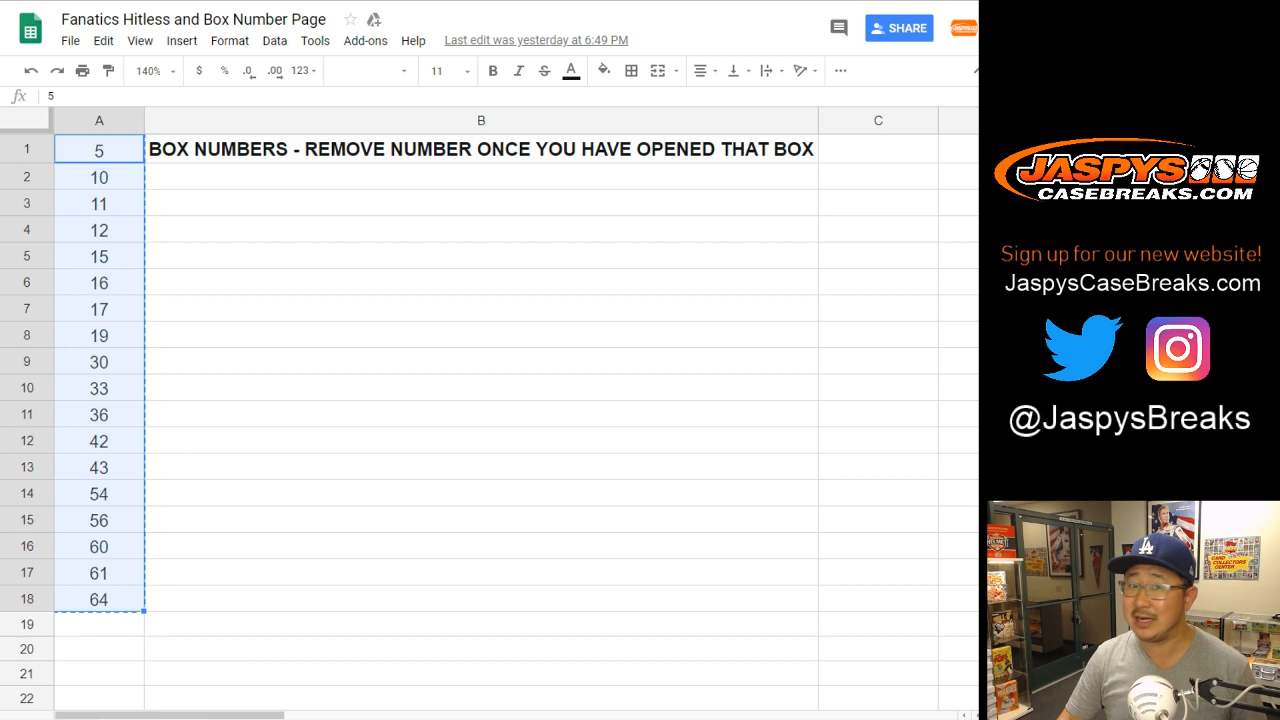 Fanatics Hitless and Box Number Page
File Edit View Insert Format Data Tools Add-ons Help Last edit was yesterday at 6:49 PM
SHARE
140% $ % .0 .00 123 11 B I S A
fx 5
A B C
1 5 BOX NUMBERS - REMOVE NUMBER ONCE YOU HAVE OPENED THAT BOX
2 10
3 11
4 12
5 15
6 16
7 17
8 19
9 30
10 33
11 36
12 42
13 43
14 54
15 56
16 60
17 61
18 64
19
20
21
22
JASPYS
CASEBREAKS.COM
Sign up for our new website!
JaspysCaseBreaks.com
@JaspysBreaks
LA
CARD
COLLECTORS
CENTER